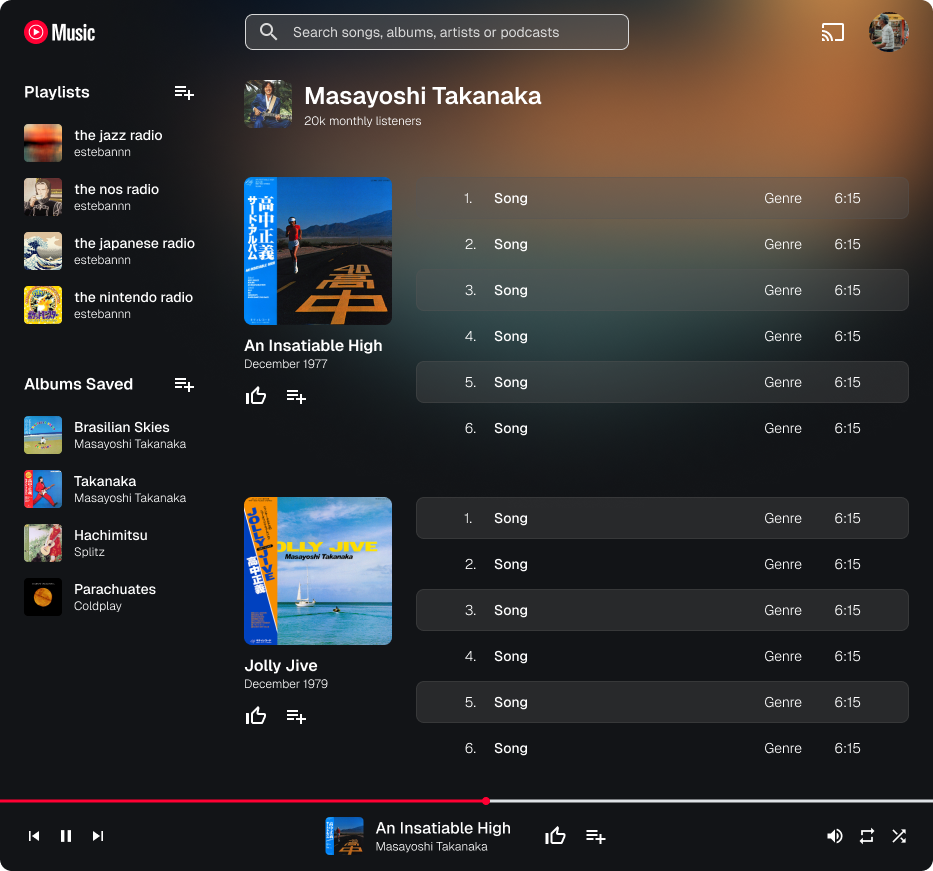 Music
Search songs, albums, artists or podcasts
Playlists
the jazz radio
estebannn
the nos radio
estebannn
the japanese radio
estebannn
the nintendo radio
estebannn
Albums Saved
Brasilian Skies
Masayoshi Takanaka
Takanaka
Masayoshi Takanaka
Hachimitsu
Splitz
Parachuates
Coldplay
Masayoshi Takanaka
20k monthly listeners
高中正義
サード・アルバム
AN INSATIABLE HIGH
高中
An Insatiable High
December 1977
1. Song Genre 6:15
2. Song Genre 6:15
3. Song Genre 6:15
4. Song Genre 6:15
5. Song Genre 6:15
6. Song Genre 6:15
JOLLY JIVE
高中正義
JOLLY JIVE
Masayoshi Takanaka
Jolly Jive
December 1979
1. Song Genre 6:15
2. Song Genre 6:15
3. Song Genre 6:15
4. Song Genre 6:15
5. Song Genre 6:15
6. Song Genre 6:15
An Insatiable High
Masayoshi Takanaka